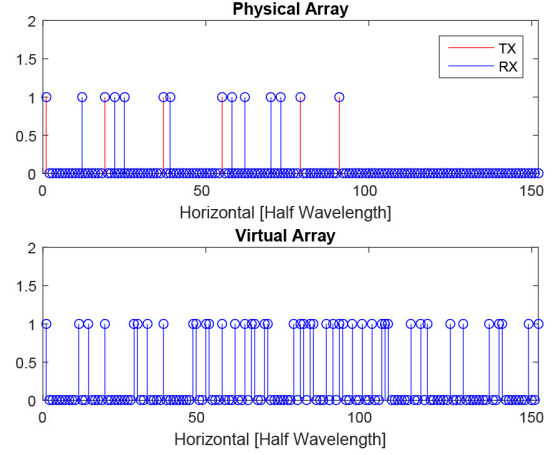 Physical Array
2
1.5
1
0.5
0
TX
RX
0 50 100 150
Horizontal [Half Wavelength]
Virtual Array
2
1.5
1
0.5
0
0 50 100 150
Horizontal [Half Wavelength]